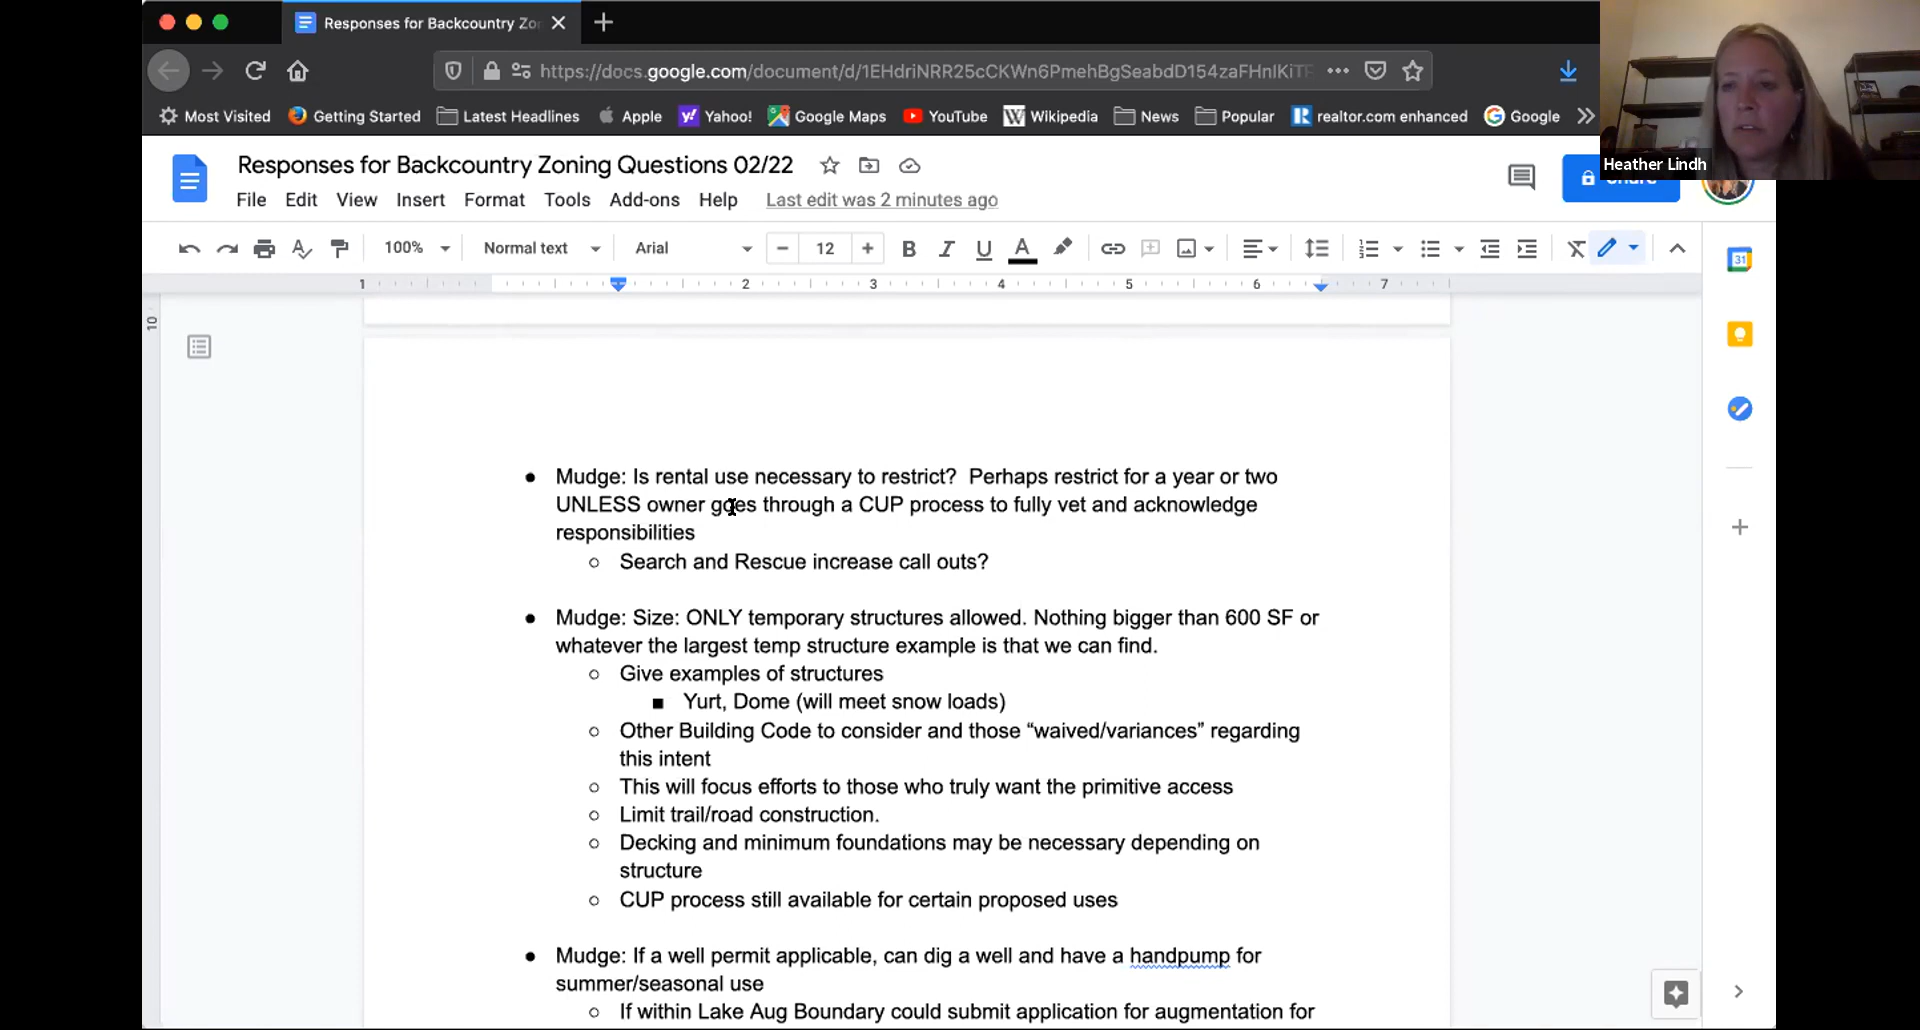 Responses for Backcountry Zo
https://docs.google.com/document/d/1EHdriNRR25cCKWn6PmehBgSeabdD154zaFHnIKiTF
Most Visited Getting Started Latest Headlines Apple Yahoo! Google Maps YouTube Wikipedia News Popular realtor.com enhanced Google
Heather Lindh
Responses for Backcountry Zoning Questions 02/22
File Edit View Insert Format Tools Add-ons Help Last edit was 2 minutes ago
100% Normal text Arial 12
1 2 3 4 5 6 7
10
31
● Mudge: Is rental use necessary to restrict? Perhaps restrict for a year or two
UNLESS owner goes through a CUP process to fully vet and acknowledge
responsibilities
○ Search and Rescue increase call outs?
● Mudge: Size: ONLY temporary structures allowed. Nothing bigger than 600 SF or
whatever the largest temp structure example is that we can find.
○ Give examples of structures
■ Yurt, Dome (will meet snow loads)
○ Other Building Code to consider and those “waived/variances” regarding
this intent
○ This will focus efforts to those who truly want the primitive access
○ Limit trail/road construction.
○ Decking and minimum foundations may be necessary depending on
structure
○ CUP process still available for certain proposed uses
● Mudge: If a well permit applicable, can dig a well and have a handpump for
summer/seasonal use
○ If within Lake Aug Boundary could submit application for augmentation for